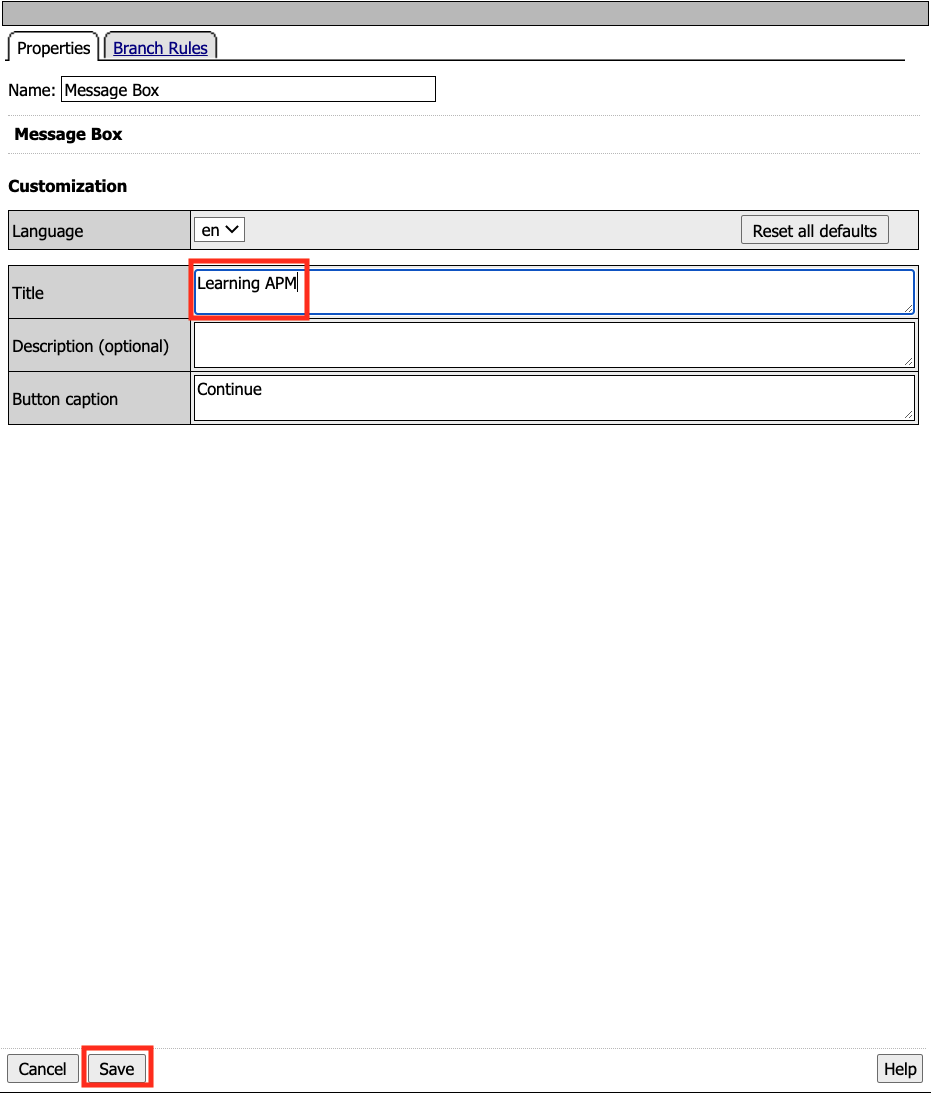 Properties Branch Rules
Name: Message Box
Message Box
Customization
Language en Reset all defaults
Title Learning APM
Description (optional)
Button caption Continue
Cancel Save Help